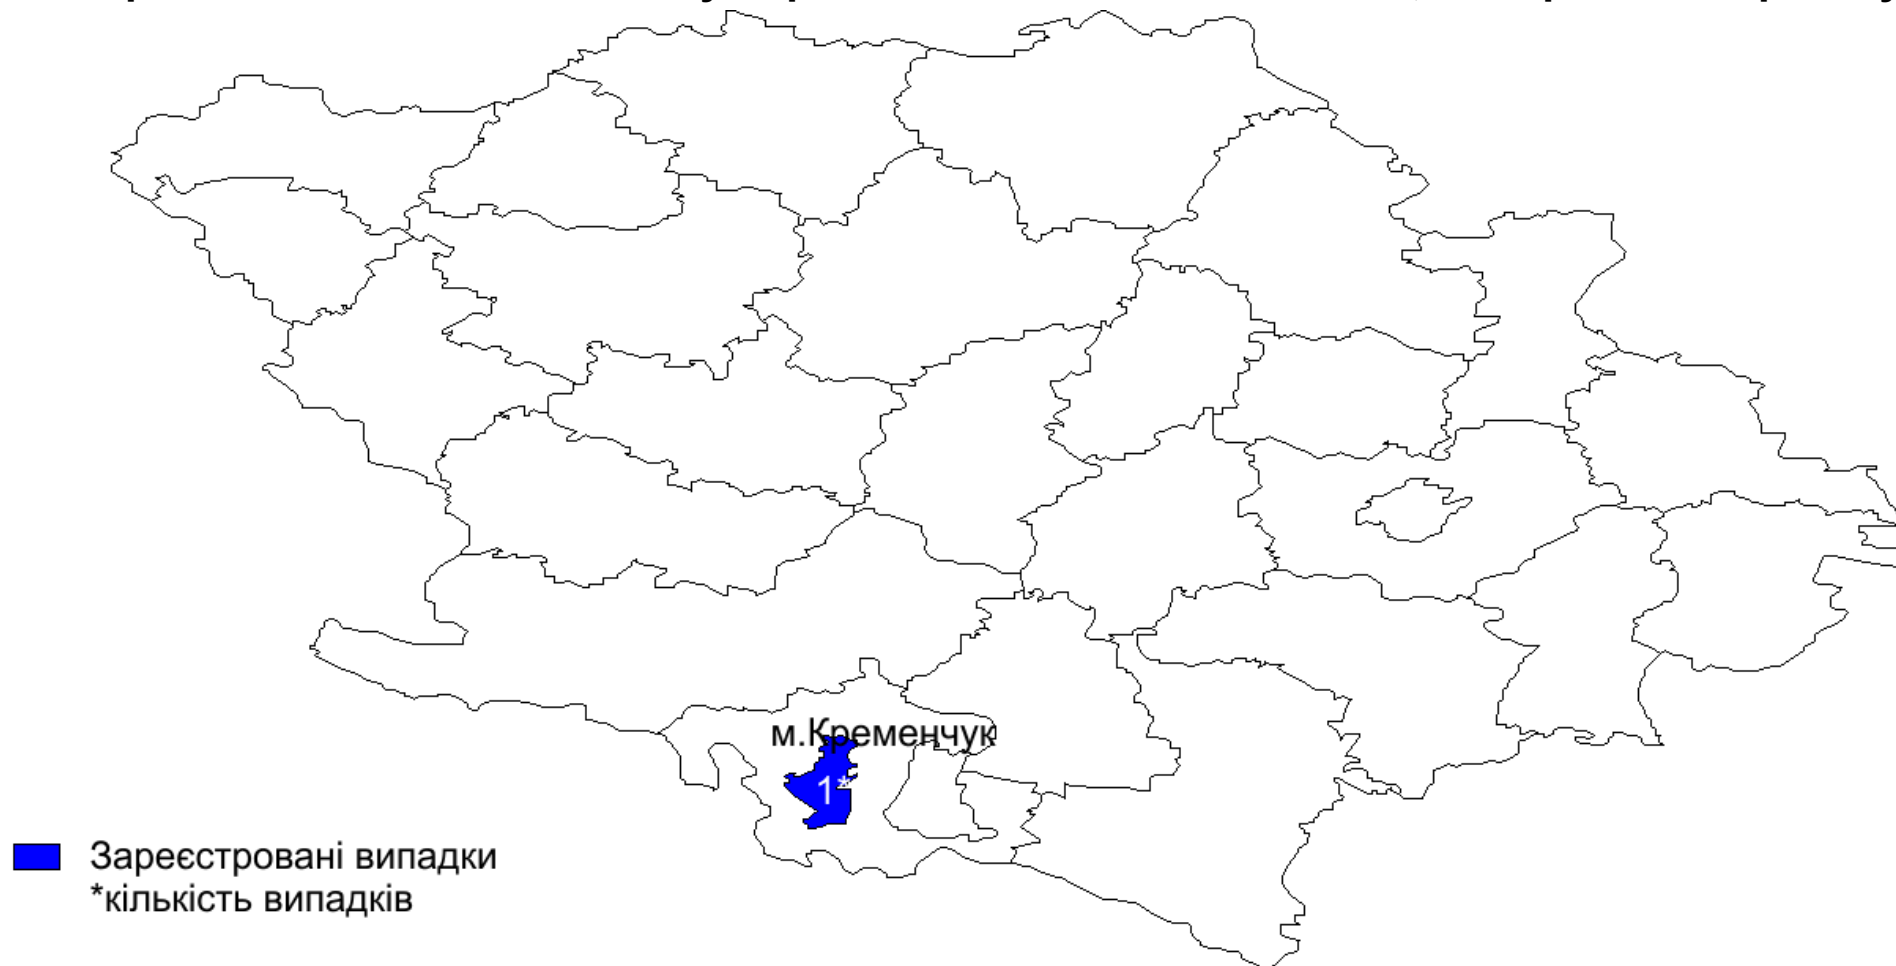 м.Кременчук
1*
Зареєстровані випадки
*кількість випадків